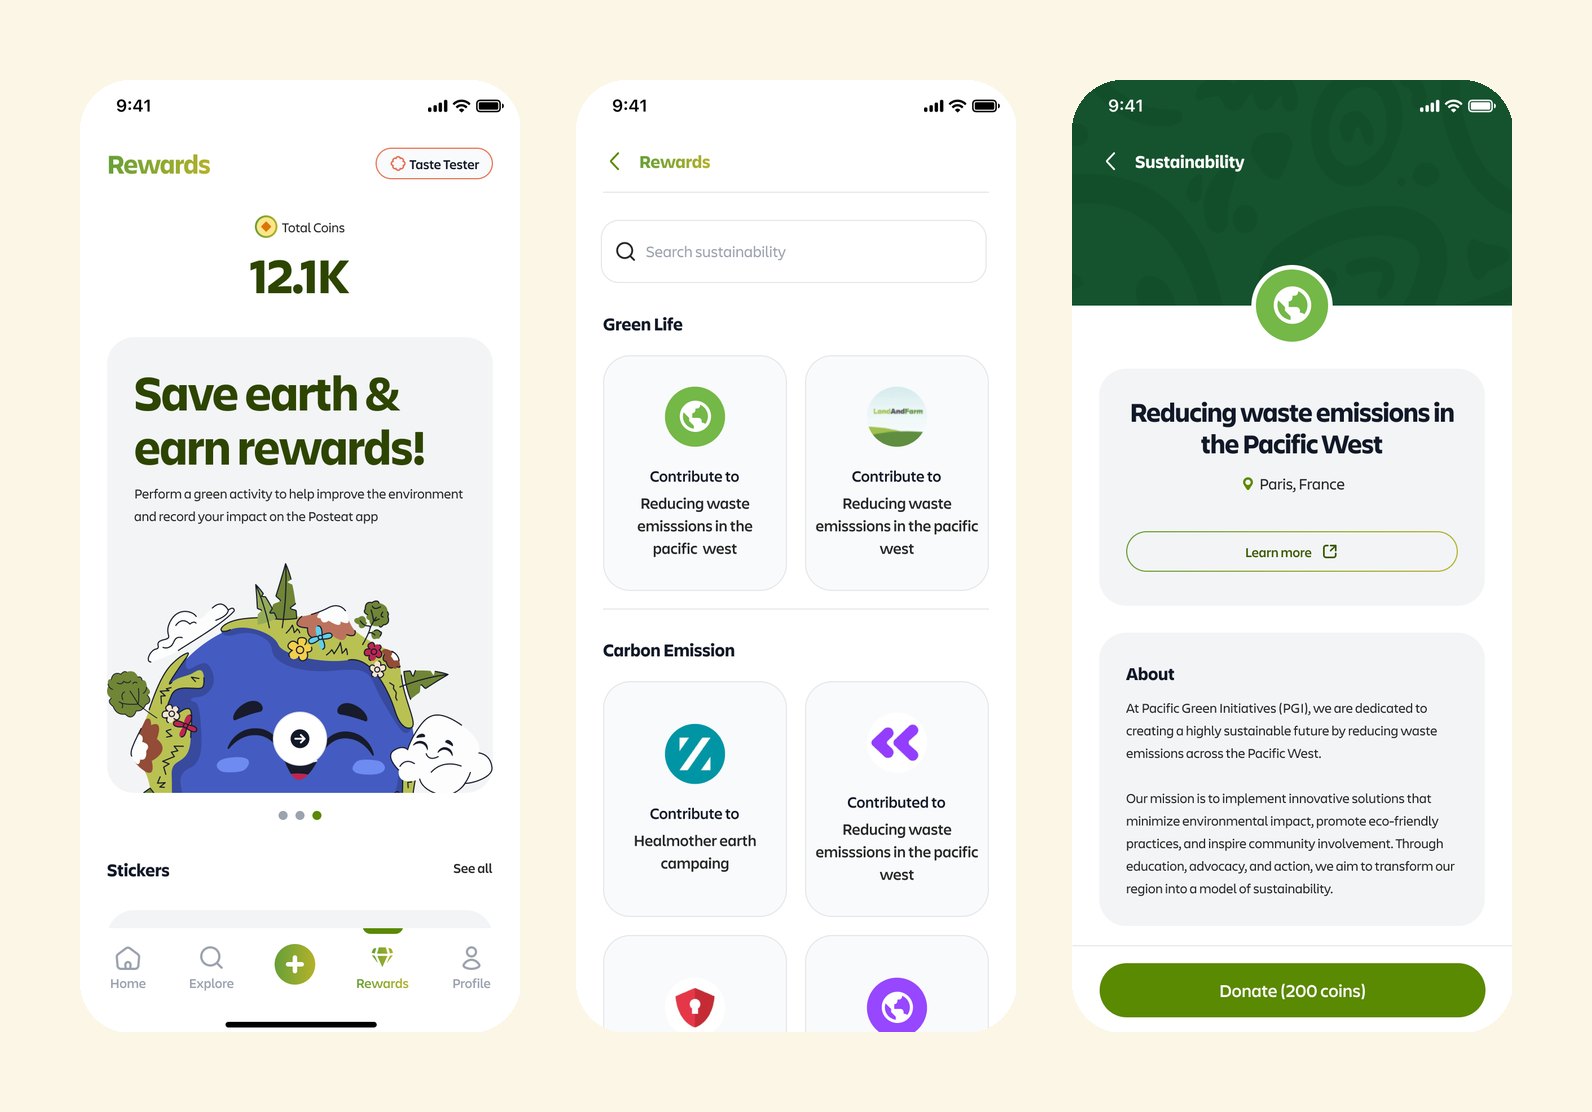 9:41
Rewards
Taste Tester
Total Coins
12.1K
Save earth &
earn rewards!
Perform a green activity to help improve the environment
and record your impact on the Posteat app
Stickers
See all
Home
Explore
Rewards
Profile
9:41
Rewards
Search sustainability
Green Life
Contribute to
Reducing waste
emisssions in the
pacific west
LandAndFarm
Contribute to
Reducing waste
emisssions in the pacific
west
Carbon Emission
Contribute to
Healmother earth
campaing
Contributed to
Reducing waste
emisssions in the pacific
west
9:41
Sustainability
Reducing waste emissions in
the Pacific West
Paris, France
Learn more
About
At Pacific Green Initiatives (PGI), we are dedicated to
creating a highly sustainable future by reducing waste
emissions across the Pacific West.
Our mission is to implement innovative solutions that
minimize environmental impact, promote eco-friendly
practices, and inspire community involvement. Through
education, advocacy, and action, we aim to transform our
region into a model of sustainability.
Donate (200 coins)